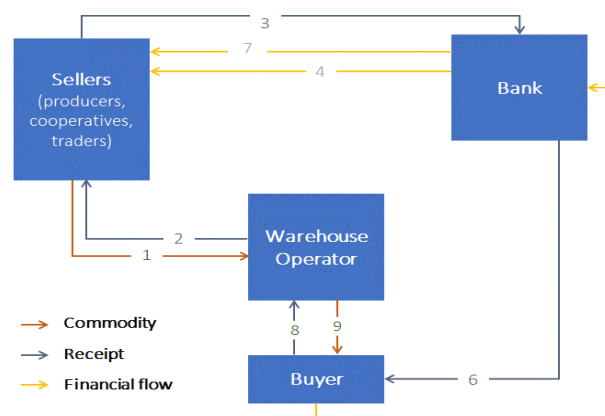 3
7
4
Sellers
(producers,
cooperatives,
traders)
Bank
2
1
Warehouse
Operator
Commodity
Receipt
Financial flow
8
9
Buyer
6